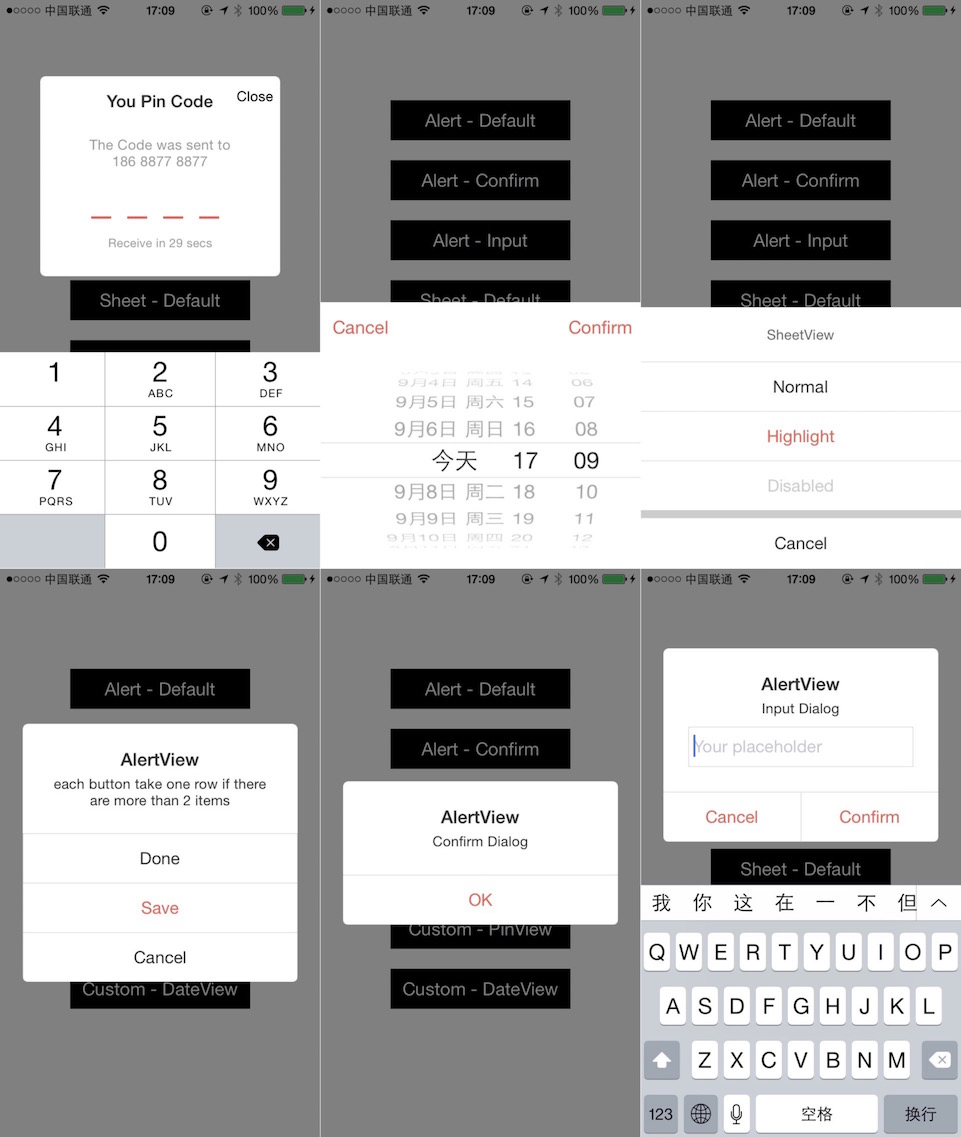 ●○○○○ 中国联通 17:09 100%
You Pin Code
Close
The Code was sent to
186 8877 8877
Receive in 29 secs
Sheet - Default
1
2
ABC
3
DEF
4
GHI
5
JKL
6
MNO
7
PQRS
8
TUV
9
WXYZ
0
●○○○○ 中国联通 17:09 100%
Alert - Default
Alert - Confirm
Alert - Input
Sheet - Default
Cancel
Confirm
9月4日 周五 14 06
9月5日 周六 15 07
9月6日 周日 16 08
今天 17 09
9月8日 周二 18 10
9月9日 周三 19 11
9月10日 周四 20 12
●○○○○ 中国联通 17:09 100%
Alert - Default
Alert - Confirm
Alert - Input
Sheet - Default
SheetView
Normal
Highlight
Disabled
Cancel
●○○○○ 中国联通 17:09 100%
Alert - Default
AlertView
each button take one row if there
are more than 2 items
Done
Save
Cancel
Custom - DateView
●○○○○ 中国联通 17:09 100%
Alert - Default
Alert - Confirm
AlertView
Confirm Dialog
OK
Custom - PinView
Custom - DateView
●○○○○ 中国联通 17:09 100%
AlertView
Input Dialog
Your placeholder
Cancel
Confirm
Sheet - Default
我 你 这 在 一 不 但
Q W E R T Y U I O P
A S D F G H J K L
Z X C V B N M
123 空格 换行